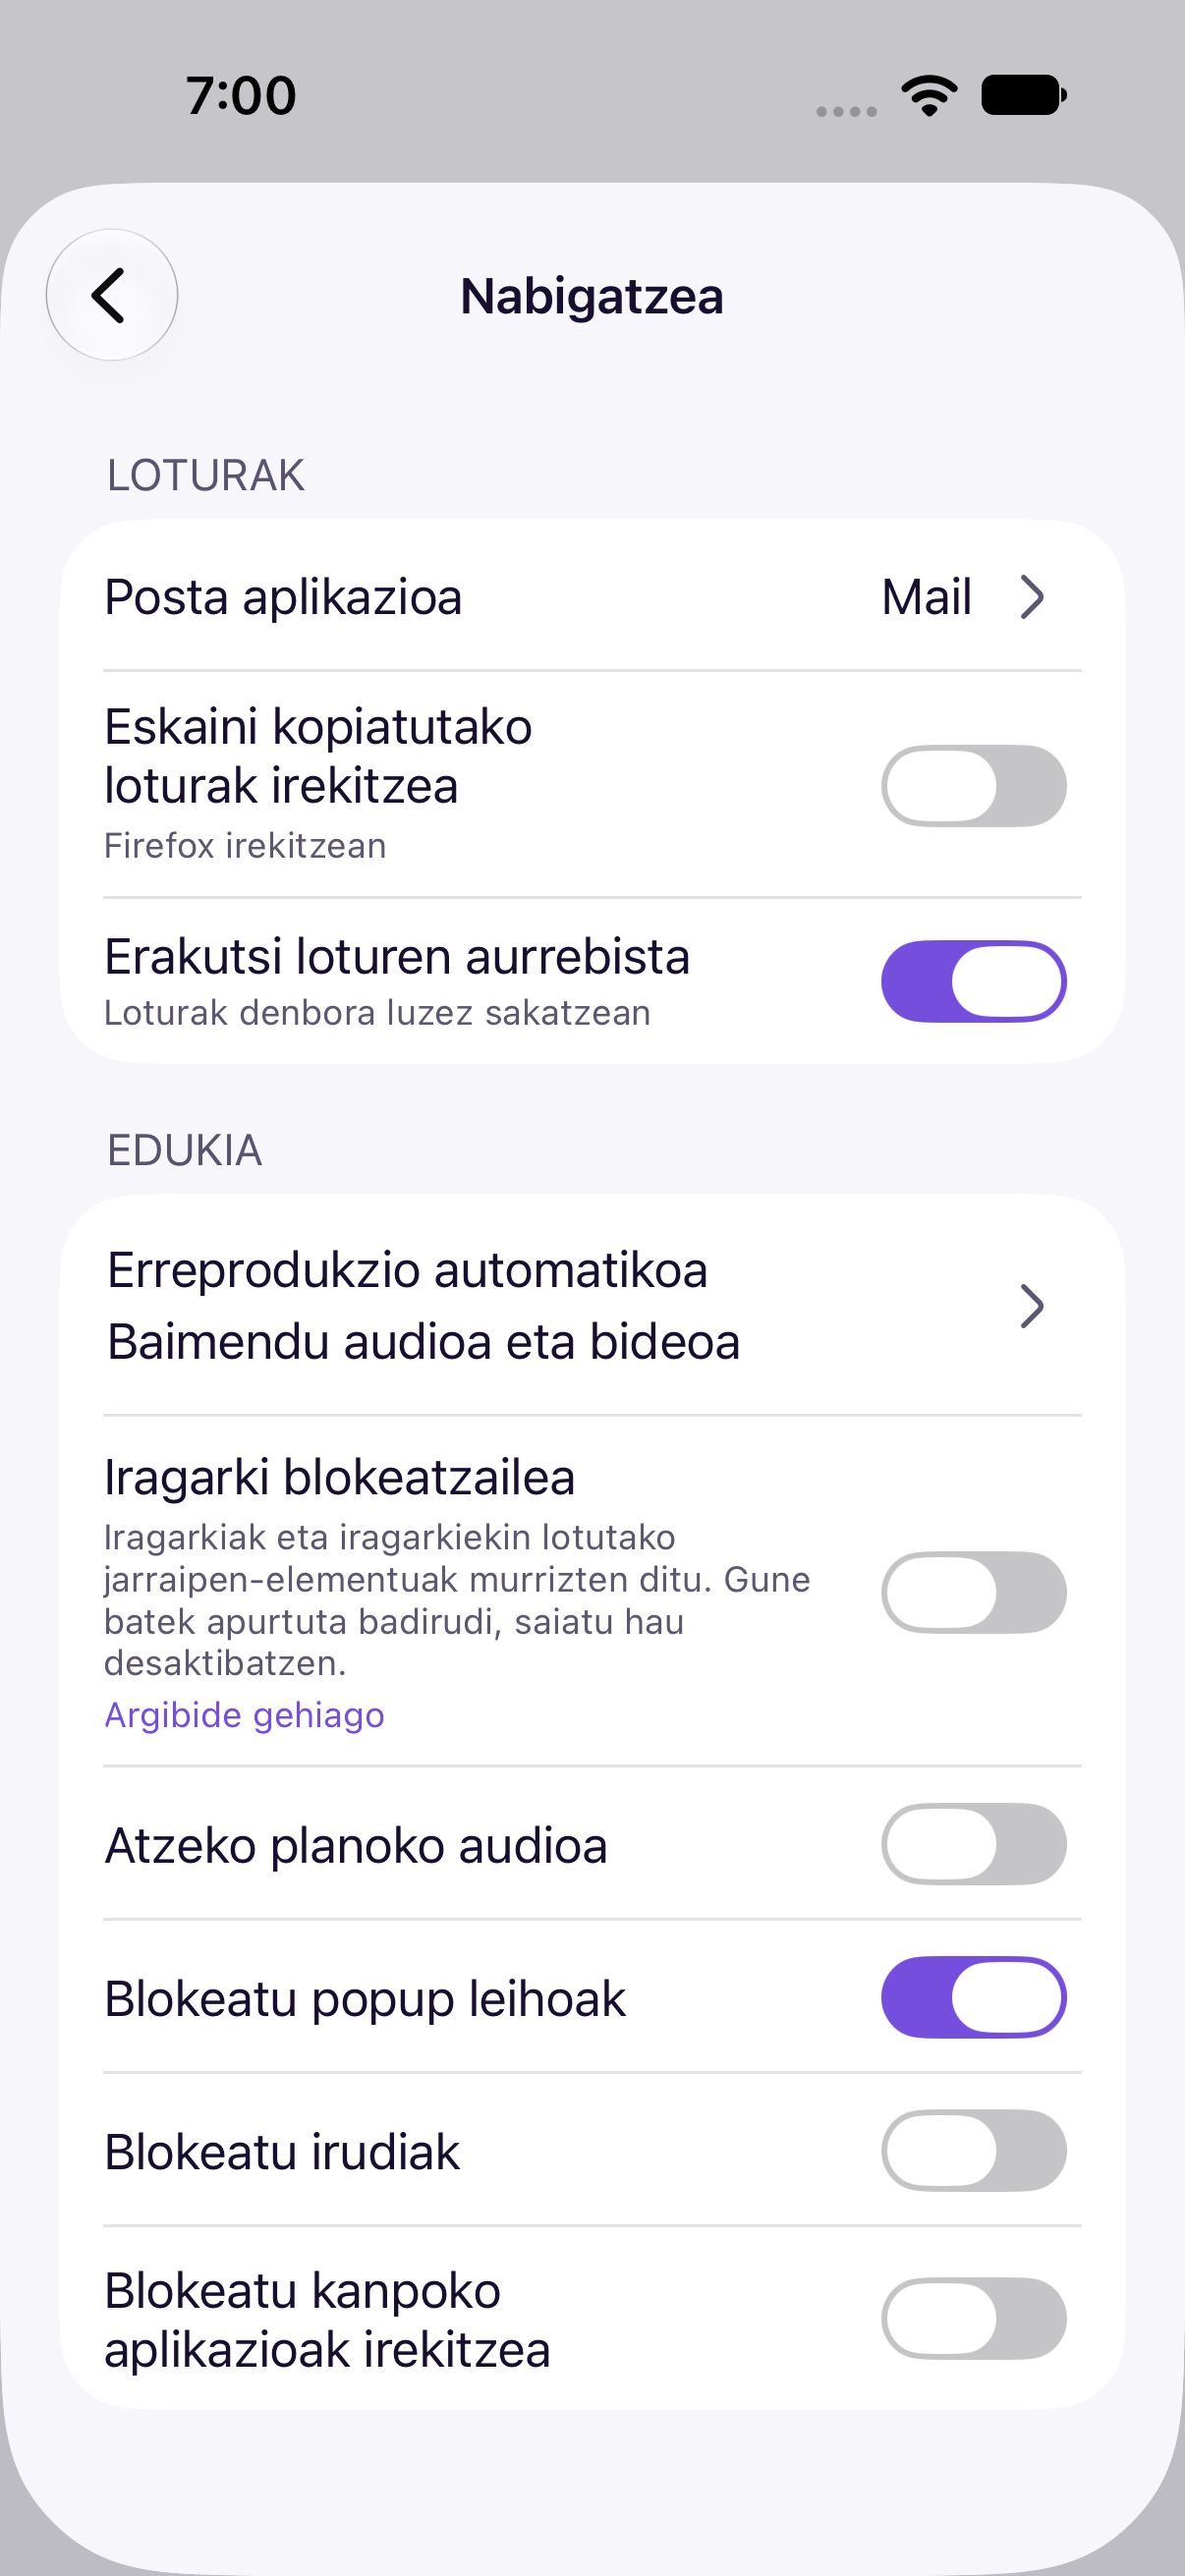 7:00
Nabigatzea
LOTURAK
Posta aplikazioa Mail
Eskaini kopiatutako
loturak irekitzea
Firefox irekitzean
Erakutsi loturen aurrebista
Loturak denbora luzez sakatzean
EDUKIA
Erreprodukzio automatikoa
Baimendu audioa eta bideoa
Iragarki blokeatzailea
Iragarkiak eta iragarkiekin lotutako
jarraipen-elementuak murrizten ditu. Gune
batek apurtuta badirudi, saiatu hau
desaktibatzen.
Argibide gehiago
Atzeko planoko audioa
Blokeatu popup leihoak
Blokeatu irudiak
Blokeatu kanpoko
aplikazioak irekitzea